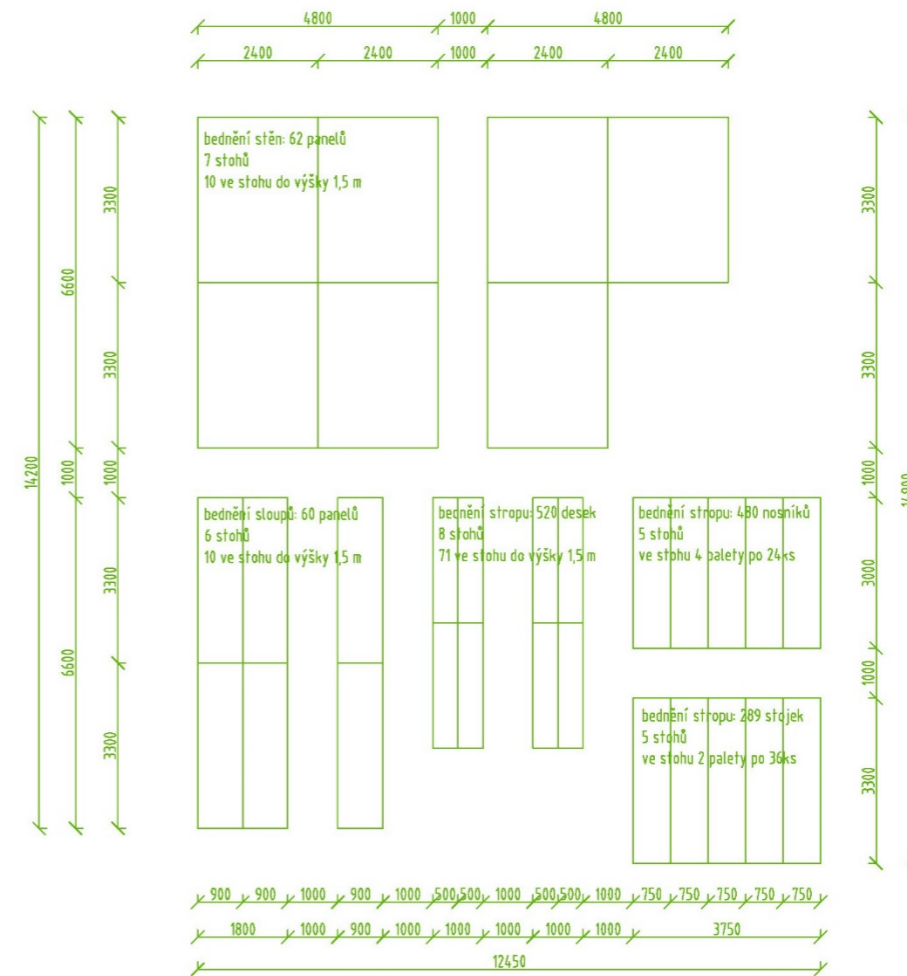 4800 1000 4800
2400 2400 1000 2400 2400
bednění stěn: 62 panelů
7 stohů
10 ve stohu do výšky 1,5 m
3300
3300
6600
3300
3300
14200
1000
1000
1000
bednění sloupů: 60 panelů
6 stohů
10 ve stohu do výšky 1,5 m
bednění stropu: 520 desek
8 stohů
71 ve stohu do výšky 1,5 m
bednění stropu: 480 nosníků
5 stohů
ve stohu 4 palety po 24ks
3300
3000
6600
1000
bednění stropu: 289 stojek
5 stohů
ve stohu 2 palety po 36ks
3300
3300
900 900 1000 900 1000 500 500 1000 500 500 1000 750 750 750 750 750
1800 1000 900 1000 1000 1000 1000 1000 3750
12450